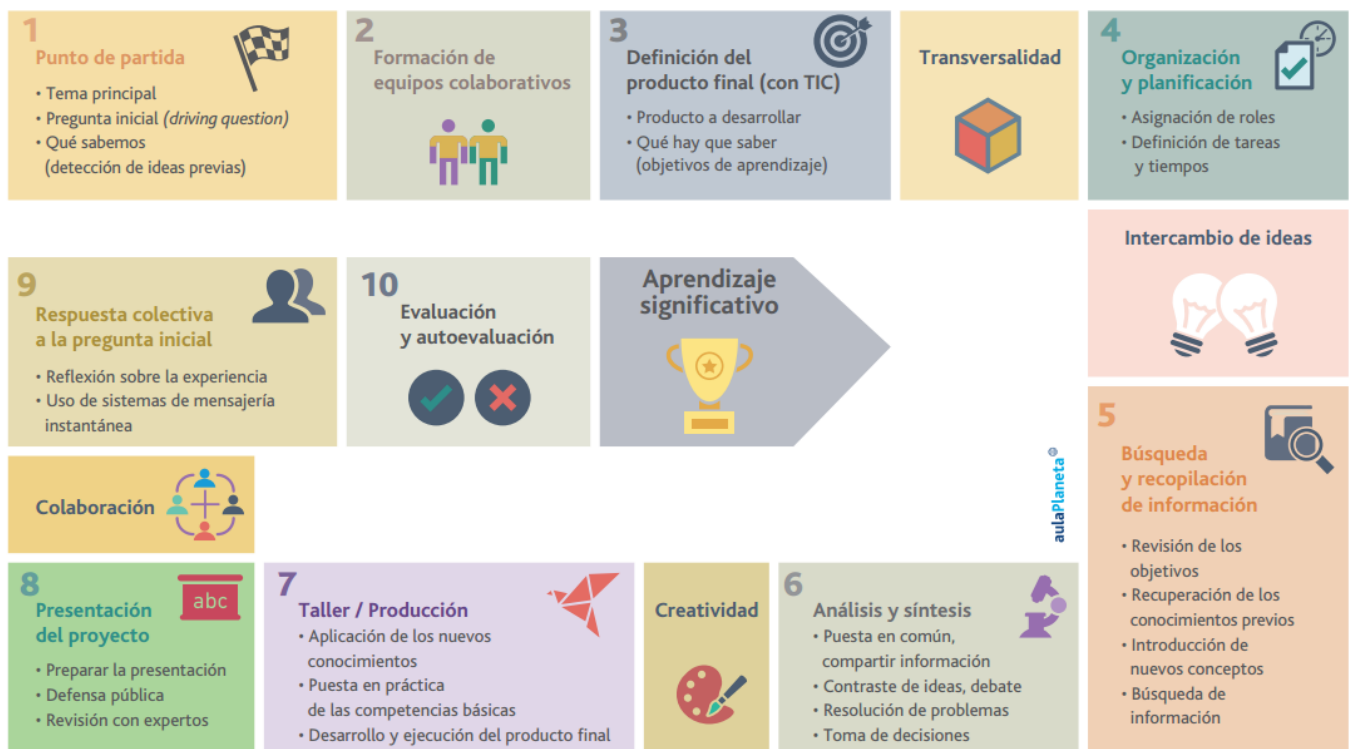 1
Punto de partida
• Tema principal
• Pregunta inicial (driving question)
• Qué sabemos
(detección de ideas previas)
2
Formación de
equipos colaborativos
3
Definición del
producto final (con TIC)
• Producto a desarrollar
• Qué hay que saber
(objetivos de aprendizaje)
Transversalidad
4
Organización
y planificación
• Asignación de roles
• Definición de tareas
y tiempos
Intercambio de ideas
5
Búsqueda
y recopilación
de información
• Revisión de los
objetivos
• Recuperación de los
conocimientos previos
• Introducción de
nuevos conceptos
• Búsqueda de
información
6
Análisis y síntesis
• Puesta en común,
compartir información
• Contraste de ideas, debate
• Resolución de problemas
• Toma de decisiones
Creatividad
7
Taller / Producción
• Aplicación de los nuevos
conocimientos
• Puesta en práctica
de las competencias básicas
• Desarrollo y ejecución del producto final
8
abc
Presentación
del proyecto
• Preparar la presentación
• Defensa pública
• Revisión con expertos
Colaboración
9
Respuesta colectiva
a la pregunta inicial
• Reflexión sobre la experiencia
• Uso de sistemas de mensajería
instantánea
10
Evaluación
y autoevaluación
Aprendizaje
significativo
aulaPlaneta